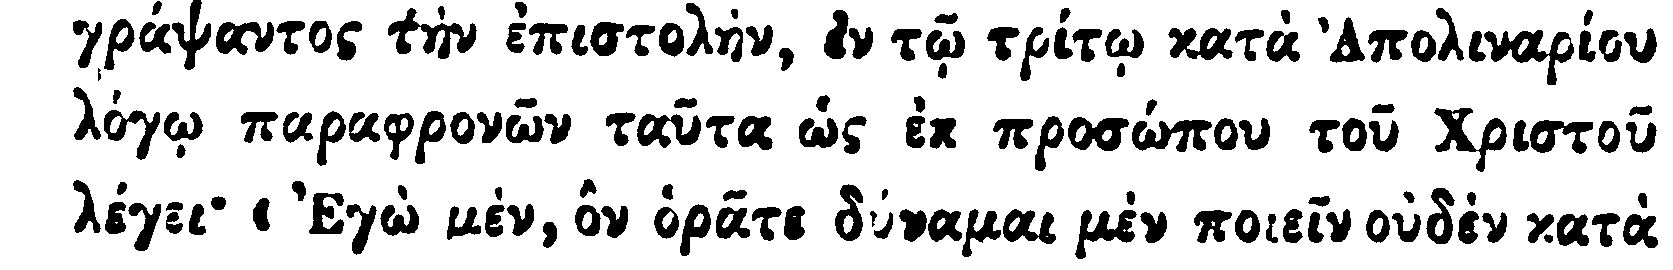 γράψαντος τὴν ἐπιστολὴν, ἐν τῷ τρίτῳ κατὰ Ἀπολιναρίου
λόγῳ παραφρονῶν ταῦτα ὡς ἐκ προσώπου τοῦ Χριστοῦ
λέγει· « Ἐγὼ μὲν, ὃν ὁρᾶτε δύναμαι μὲν ποιεῖν οὐδὲν κατὰ